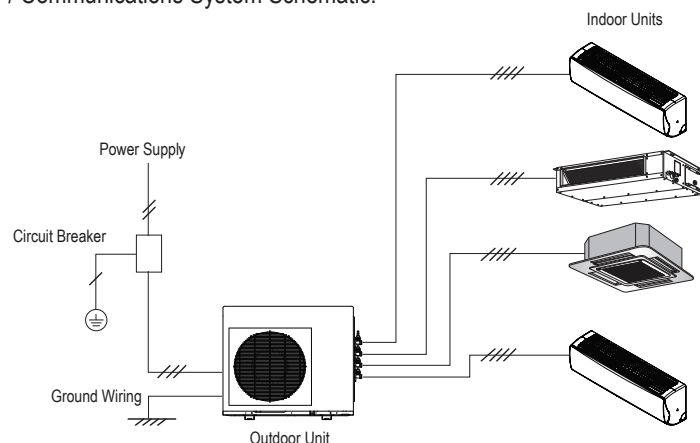 / Communications System Schematic.
Indoor Units
Power Supply
Circuit Breaker
Ground Wiring
Outdoor Unit